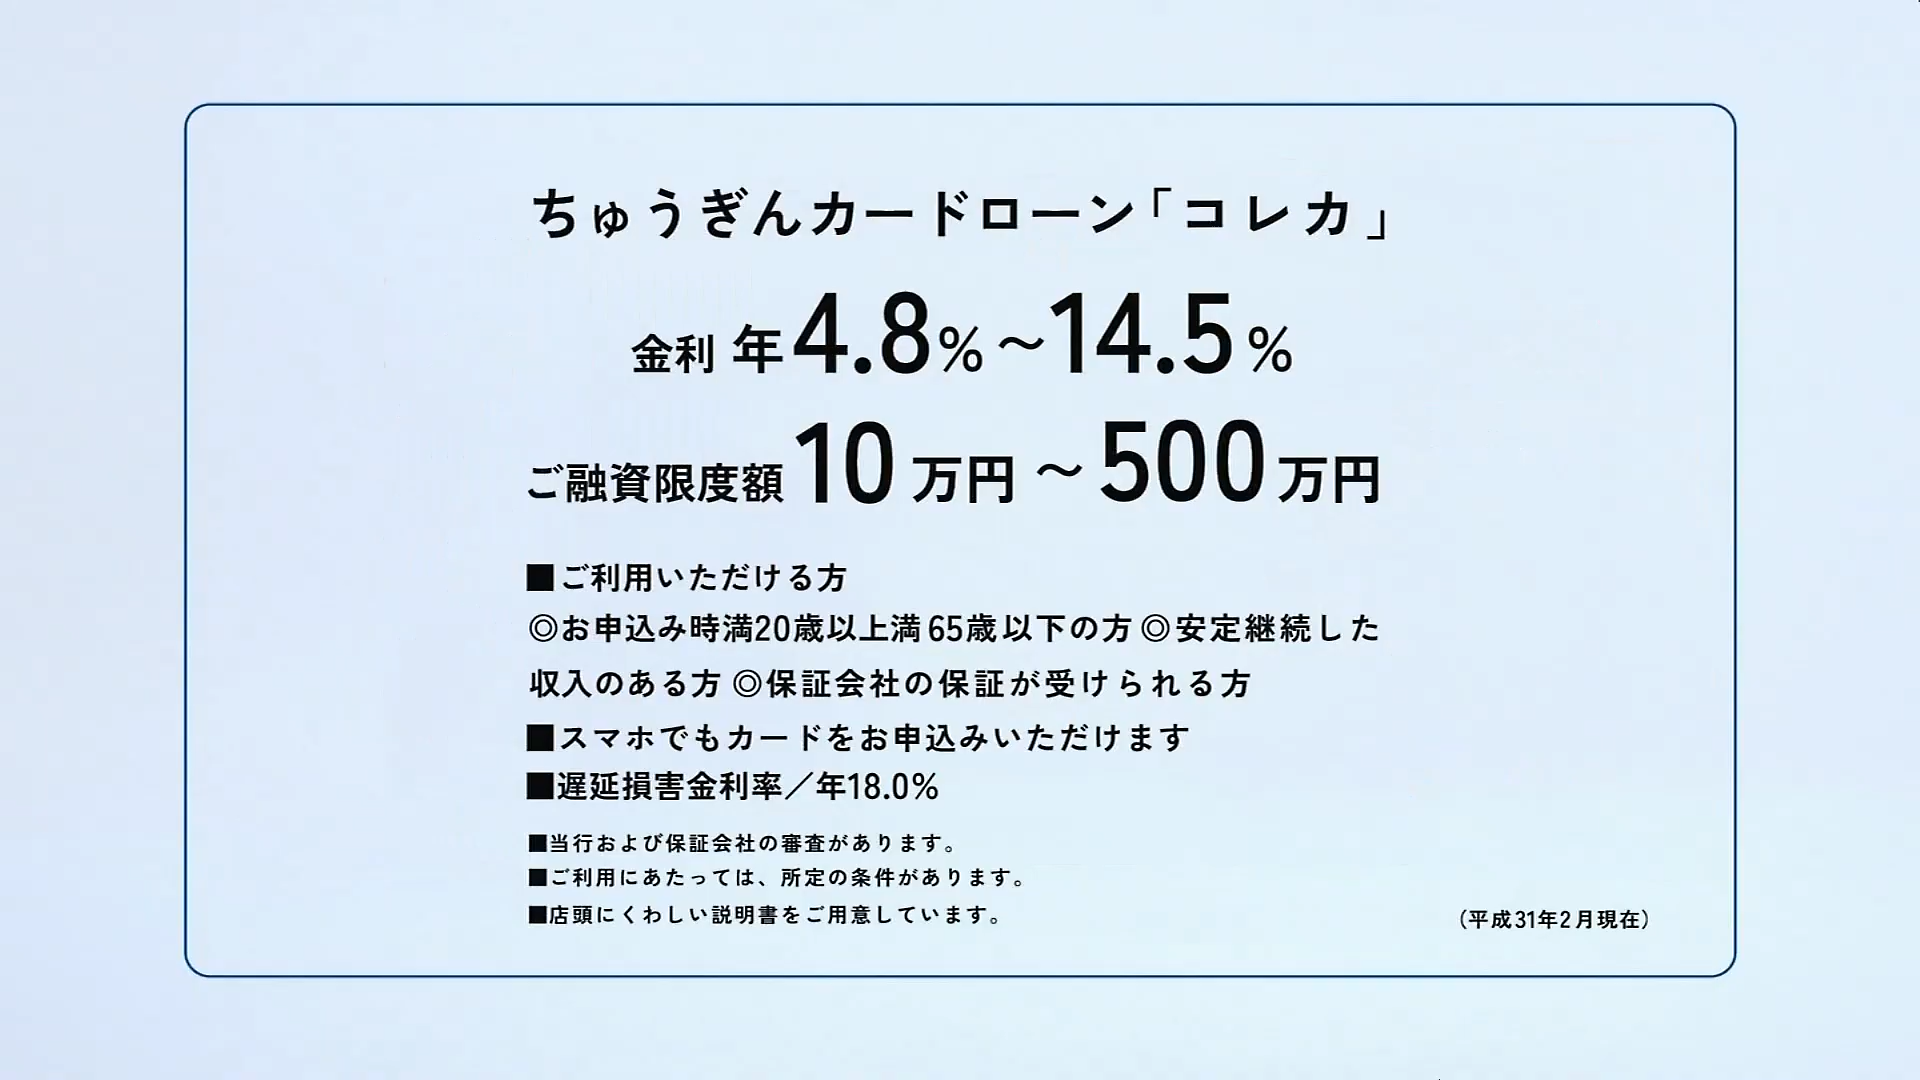 ちゅうぎんカードローン「コレカ」
金利 年4.8%〜14.5%
ご融資限度額 10万円〜500万円
■ご利用いただける方
◎お申込み時満20歳以上満65歳以下の方 ◎安定継続した
収入のある方 ◎保証会社の保証が受けられる方
■スマホでもカードをお申込みいただけます
■遅延損害金利率／年18.0%
■当行および保証会社の審査があります。
■ご利用にあたっては、所定の条件があります。
■店頭にくわしい説明書をご用意しています。
（平成31年2月現在）